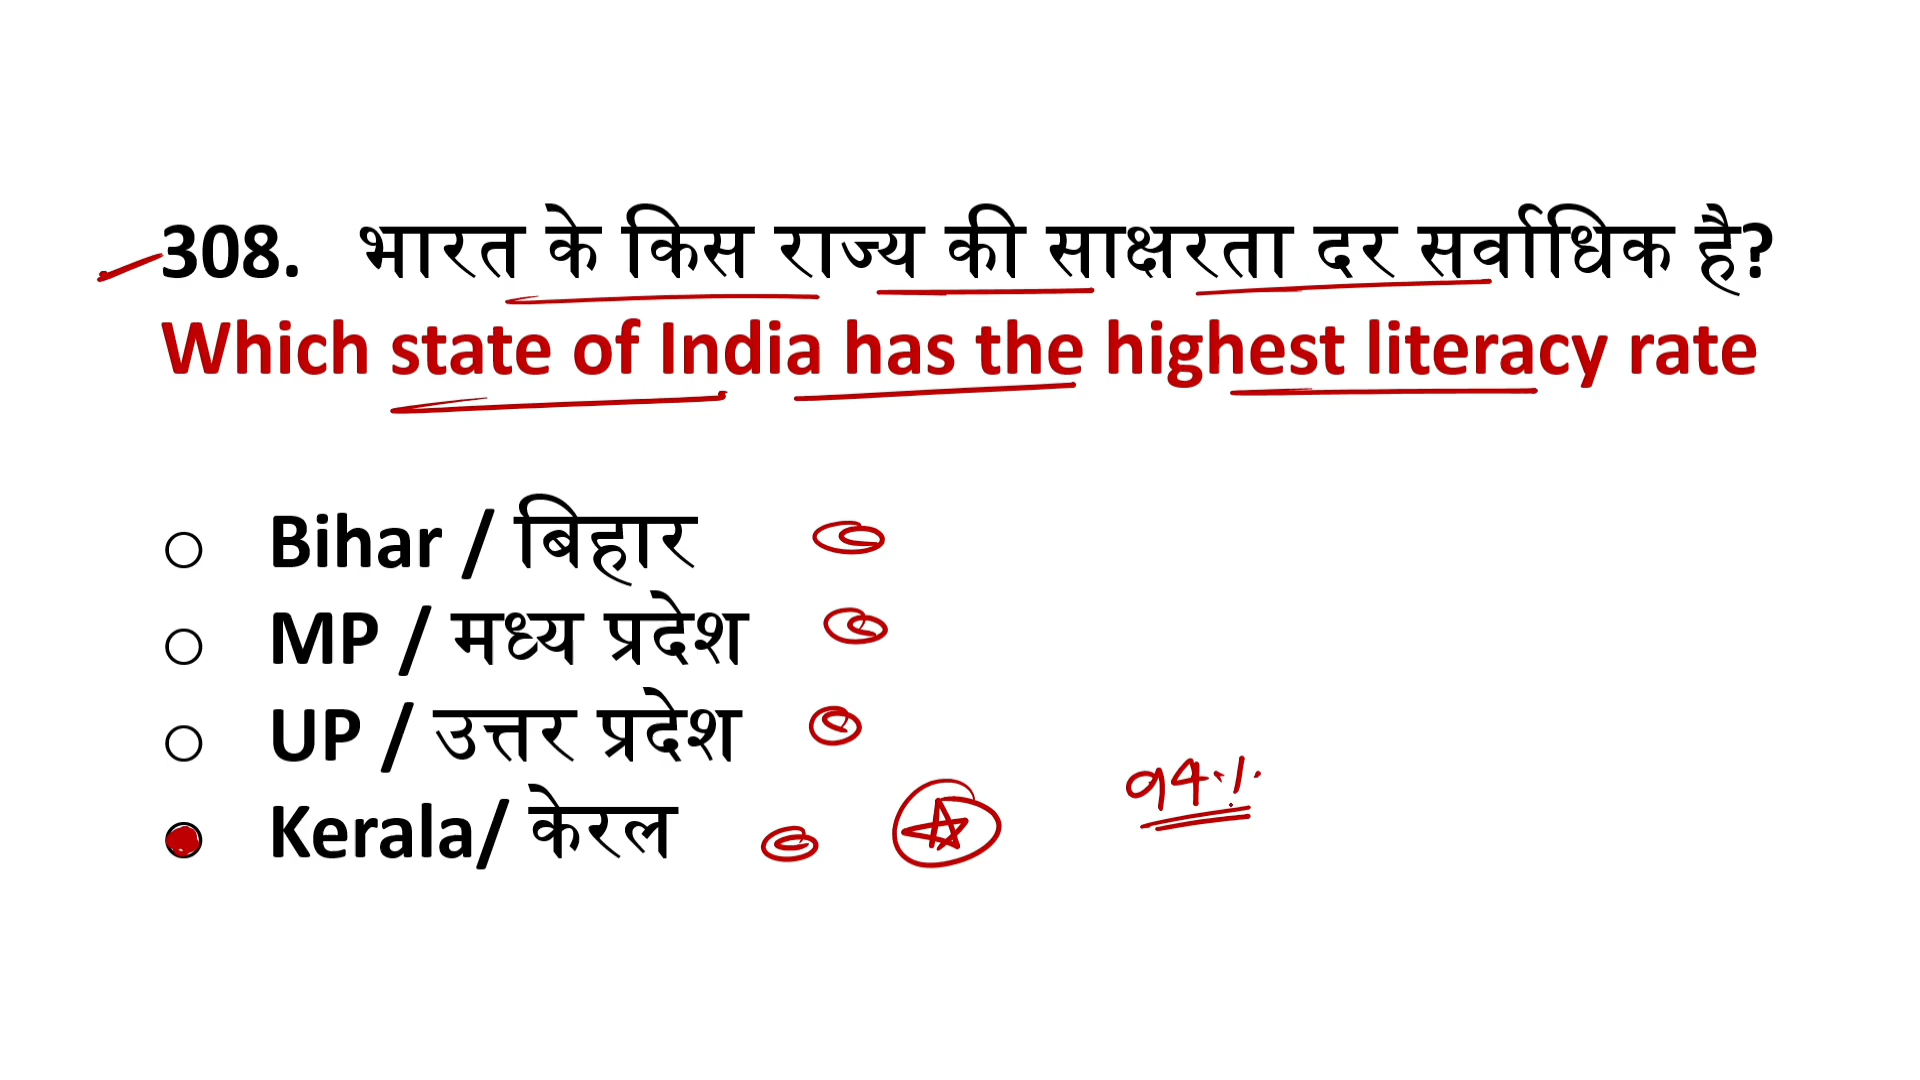 308. भारत के किस राज्य की साक्षरता दर सर्वाधिक है?
Which state of India has the highest literacy rate
Bihar / बिहार
MP / मध्य प्रदेश
UP / उत्तर प्रदेश
94%
Kerala/ केरल